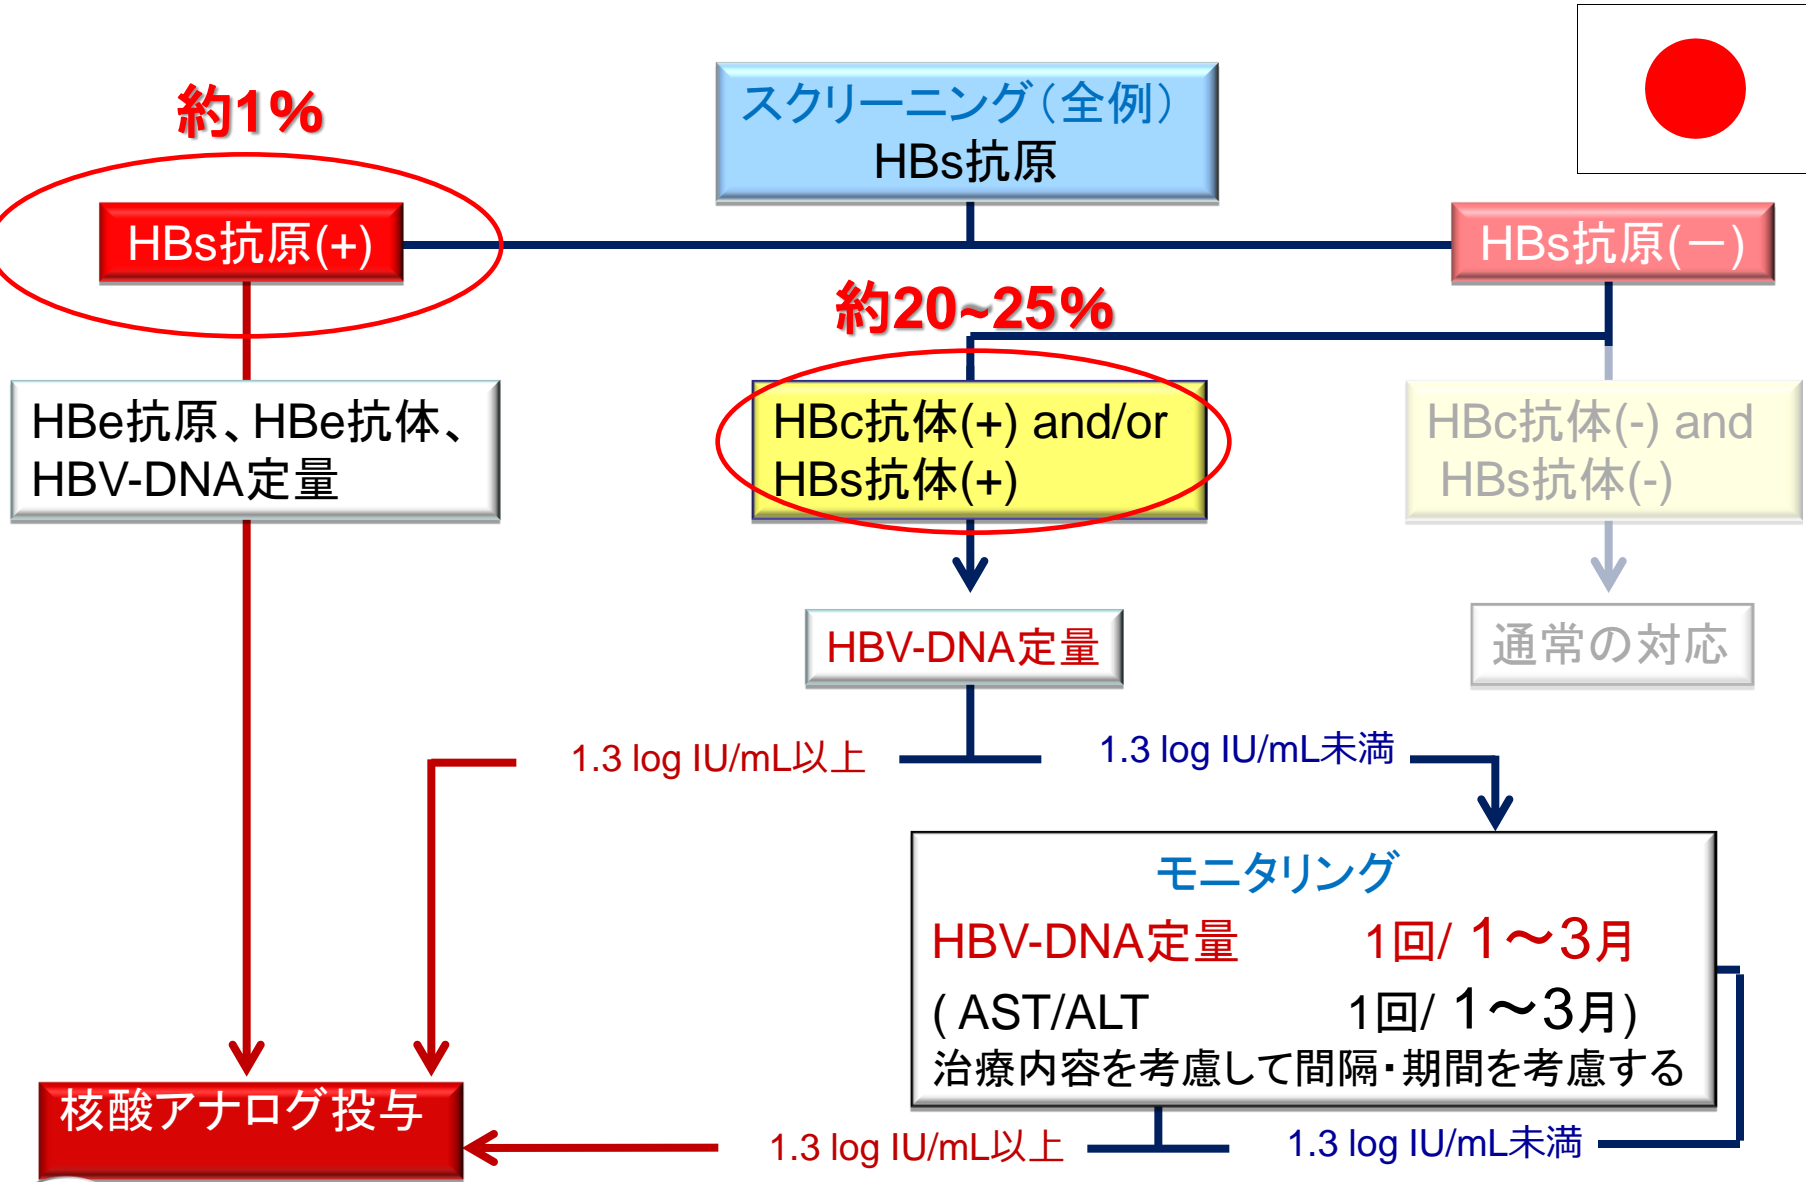 約1%
スクリーニング（全例）
HBs抗原
HBs抗原(+)
HBs抗原(－)
約20~25%
HBe抗原、HBe抗体、
HBV-DNA定量
HBc抗体(+) and/or
HBs抗体(+)
HBc抗体(-) and
HBs抗体(-)
HBV-DNA定量
通常の対応
1.3 log IU/mL以上
1.3 log IU/mL未満
モニタリング
HBV-DNA定量 1回/ 1～3月
( AST/ALT 1回/ 1～3月)
治療内容を考慮して間隔・期間を考慮する
核酸アナログ投与
1.3 log IU/mL以上
1.3 log IU/mL未満